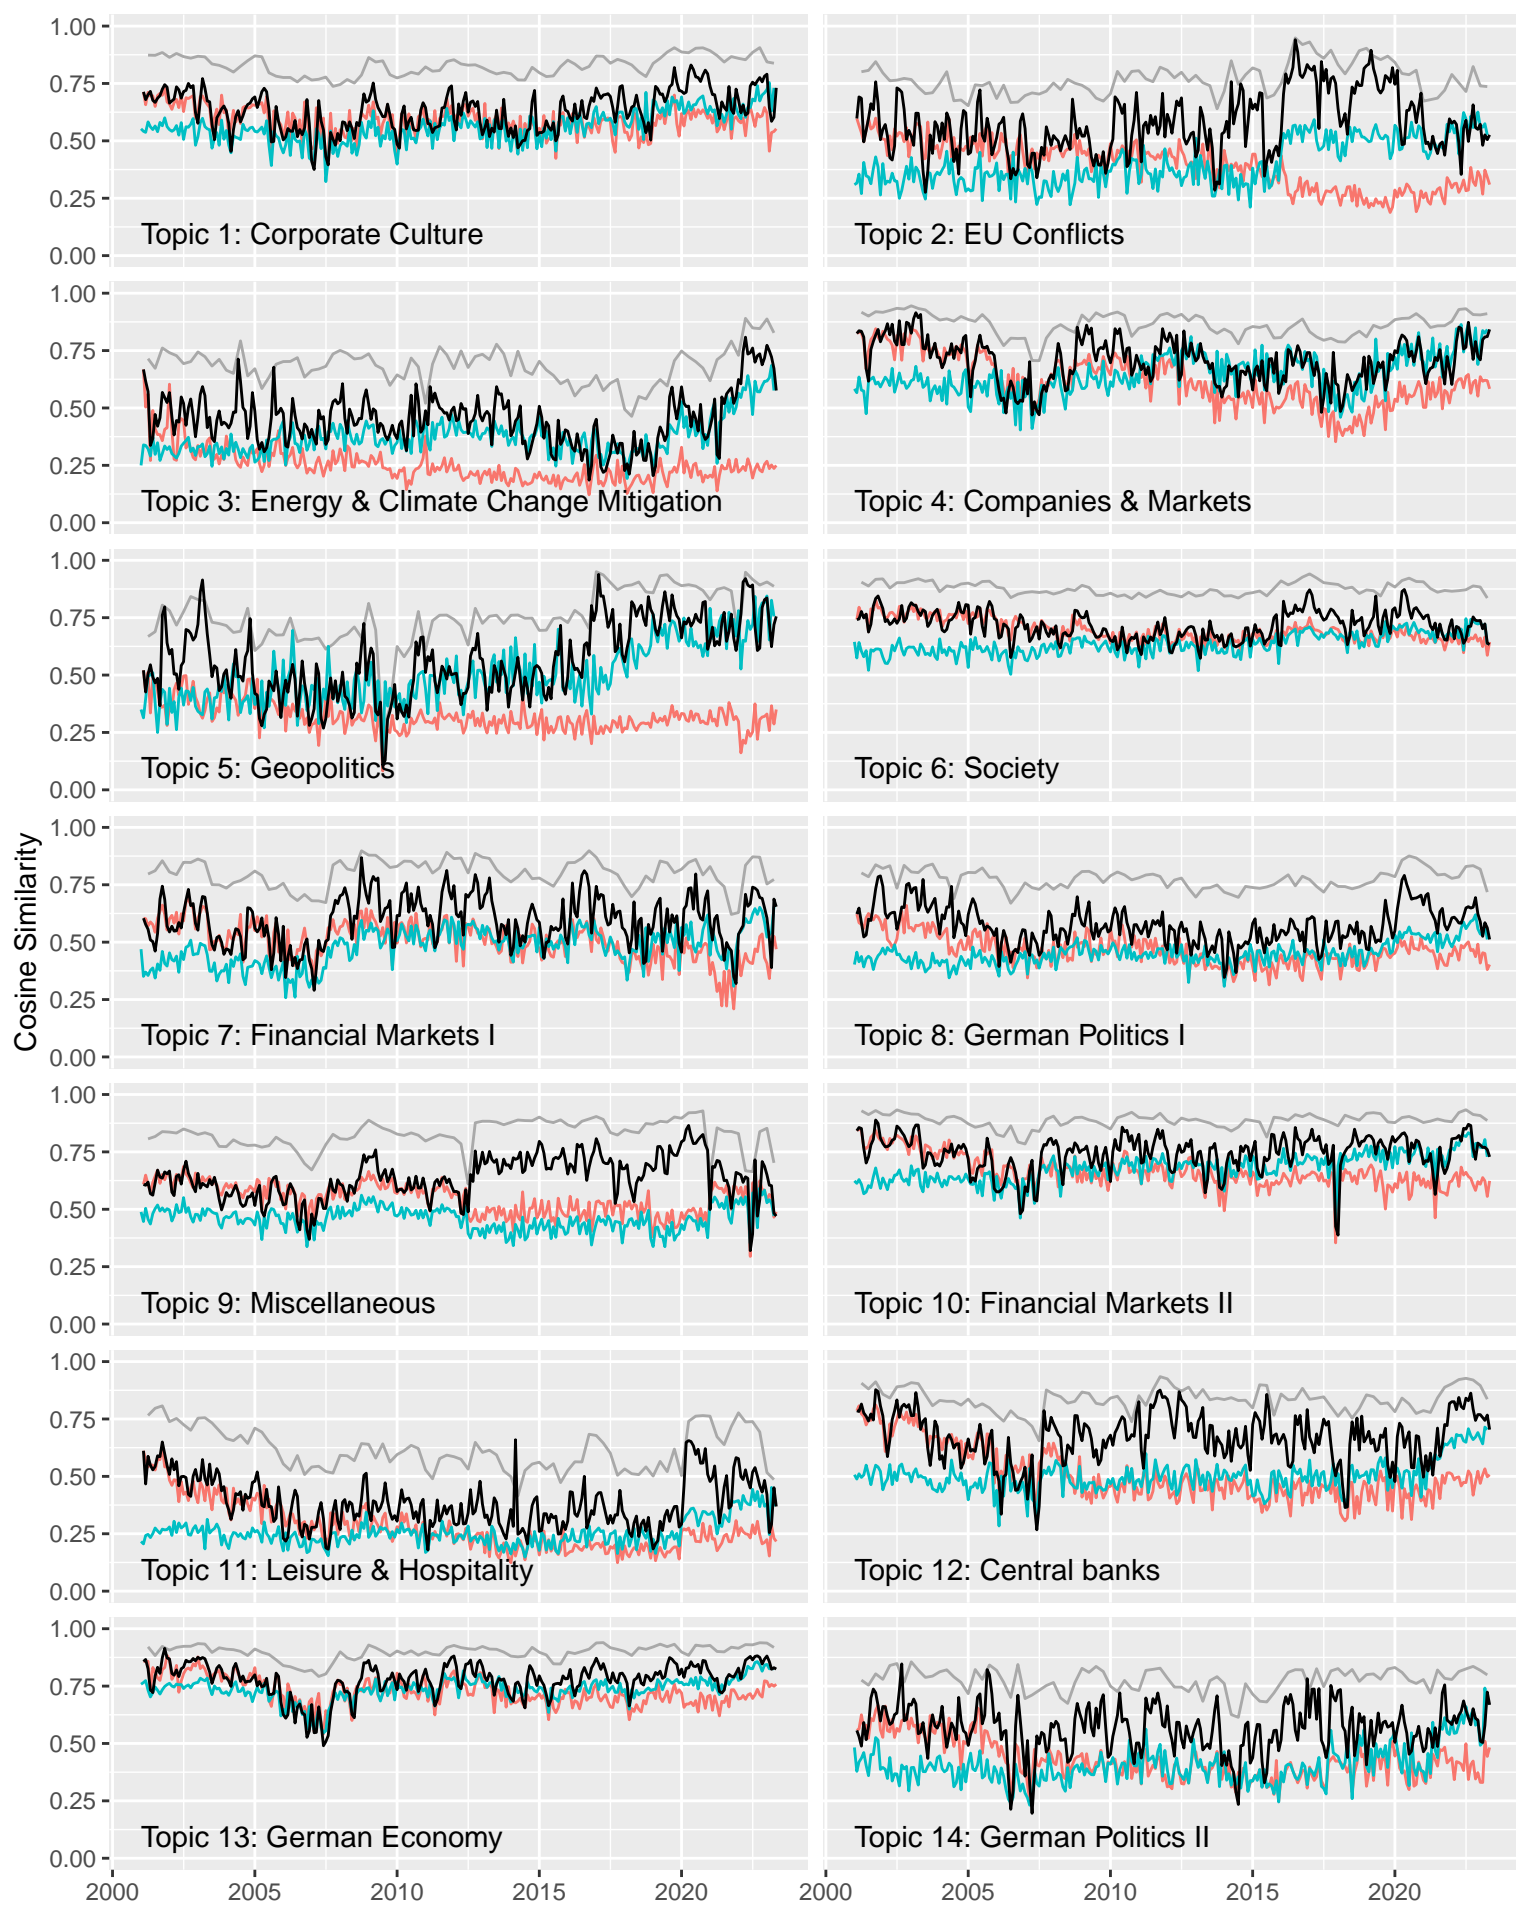 1.00
0.75
0.50
0.25
0.00
Topic 1: Corporate Culture
Topic 2: EU Conflicts
1.00
0.75
0.50
0.25
0.00
Topic 3: Energy & Climate Change Mitigation
Topic 4: Companies & Markets
1.00
0.75
0.50
0.25
0.00
Topic 5: Geopolitics
Topic 6: Society
Cosine Similarity
1.00
0.75
0.50
0.25
0.00
Topic 7: Financial Markets I
Topic 8: German Politics I
1.00
0.75
0.50
0.25
0.00
Topic 9: Miscellaneous
Topic 10: Financial Markets II
1.00
0.75
0.50
0.25
0.00
Topic 11: Leisure & Hospitality
Topic 12: Central banks
1.00
0.75
0.50
0.25
0.00
Topic 13: German Economy
Topic 14: German Politics II
2000 2005 2010 2015 2020
2000 2005 2010 2015 2020